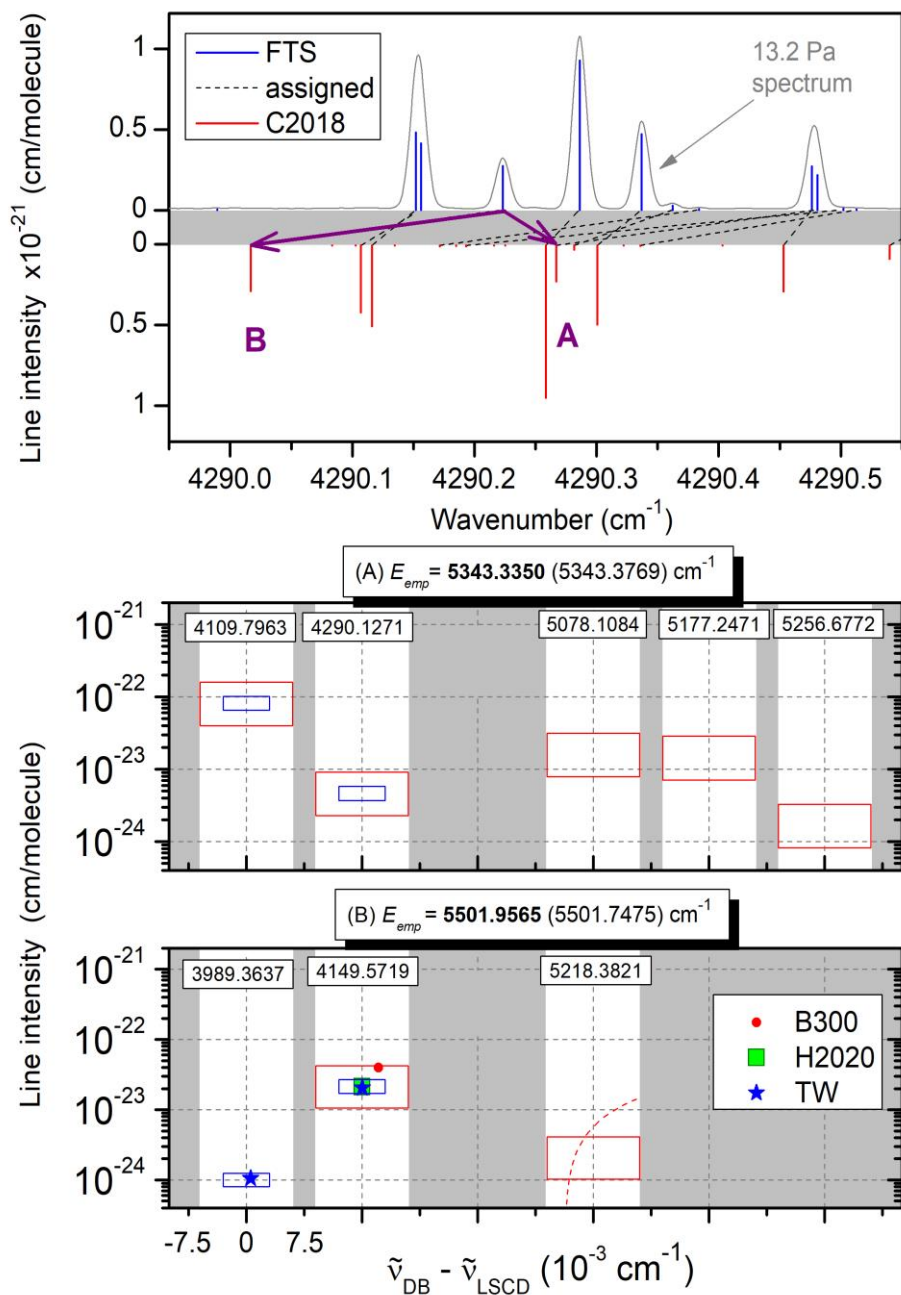 1
0.5
0
0
0.5
1
Line intensity x10⁻²¹ (cm/molecule)
FTS
assigned
C2018
13.2 Pa
spectrum
B
A
4290.0 4290.1 4290.2 4290.3 4290.4 4290.5
Wavenumber (cm⁻¹)
(A) E_emp = 5343.3350 (5343.3769) cm⁻¹
10⁻²¹
10⁻²²
10⁻²³
10⁻²⁴
4109.7963 4290.1271 5078.1084 5177.2471 5256.6772
Line intensity (cm/molecule)
(B) E_emp = 5501.9565 (5501.7475) cm⁻¹
10⁻²¹
10⁻²²
10⁻²³
10⁻²⁴
3989.3637 4149.5719 5218.3821
B300
H2020
TW
-7.5 0 7.5
ṽ_DB - ṽ_LSCD (10⁻³ cm⁻¹)